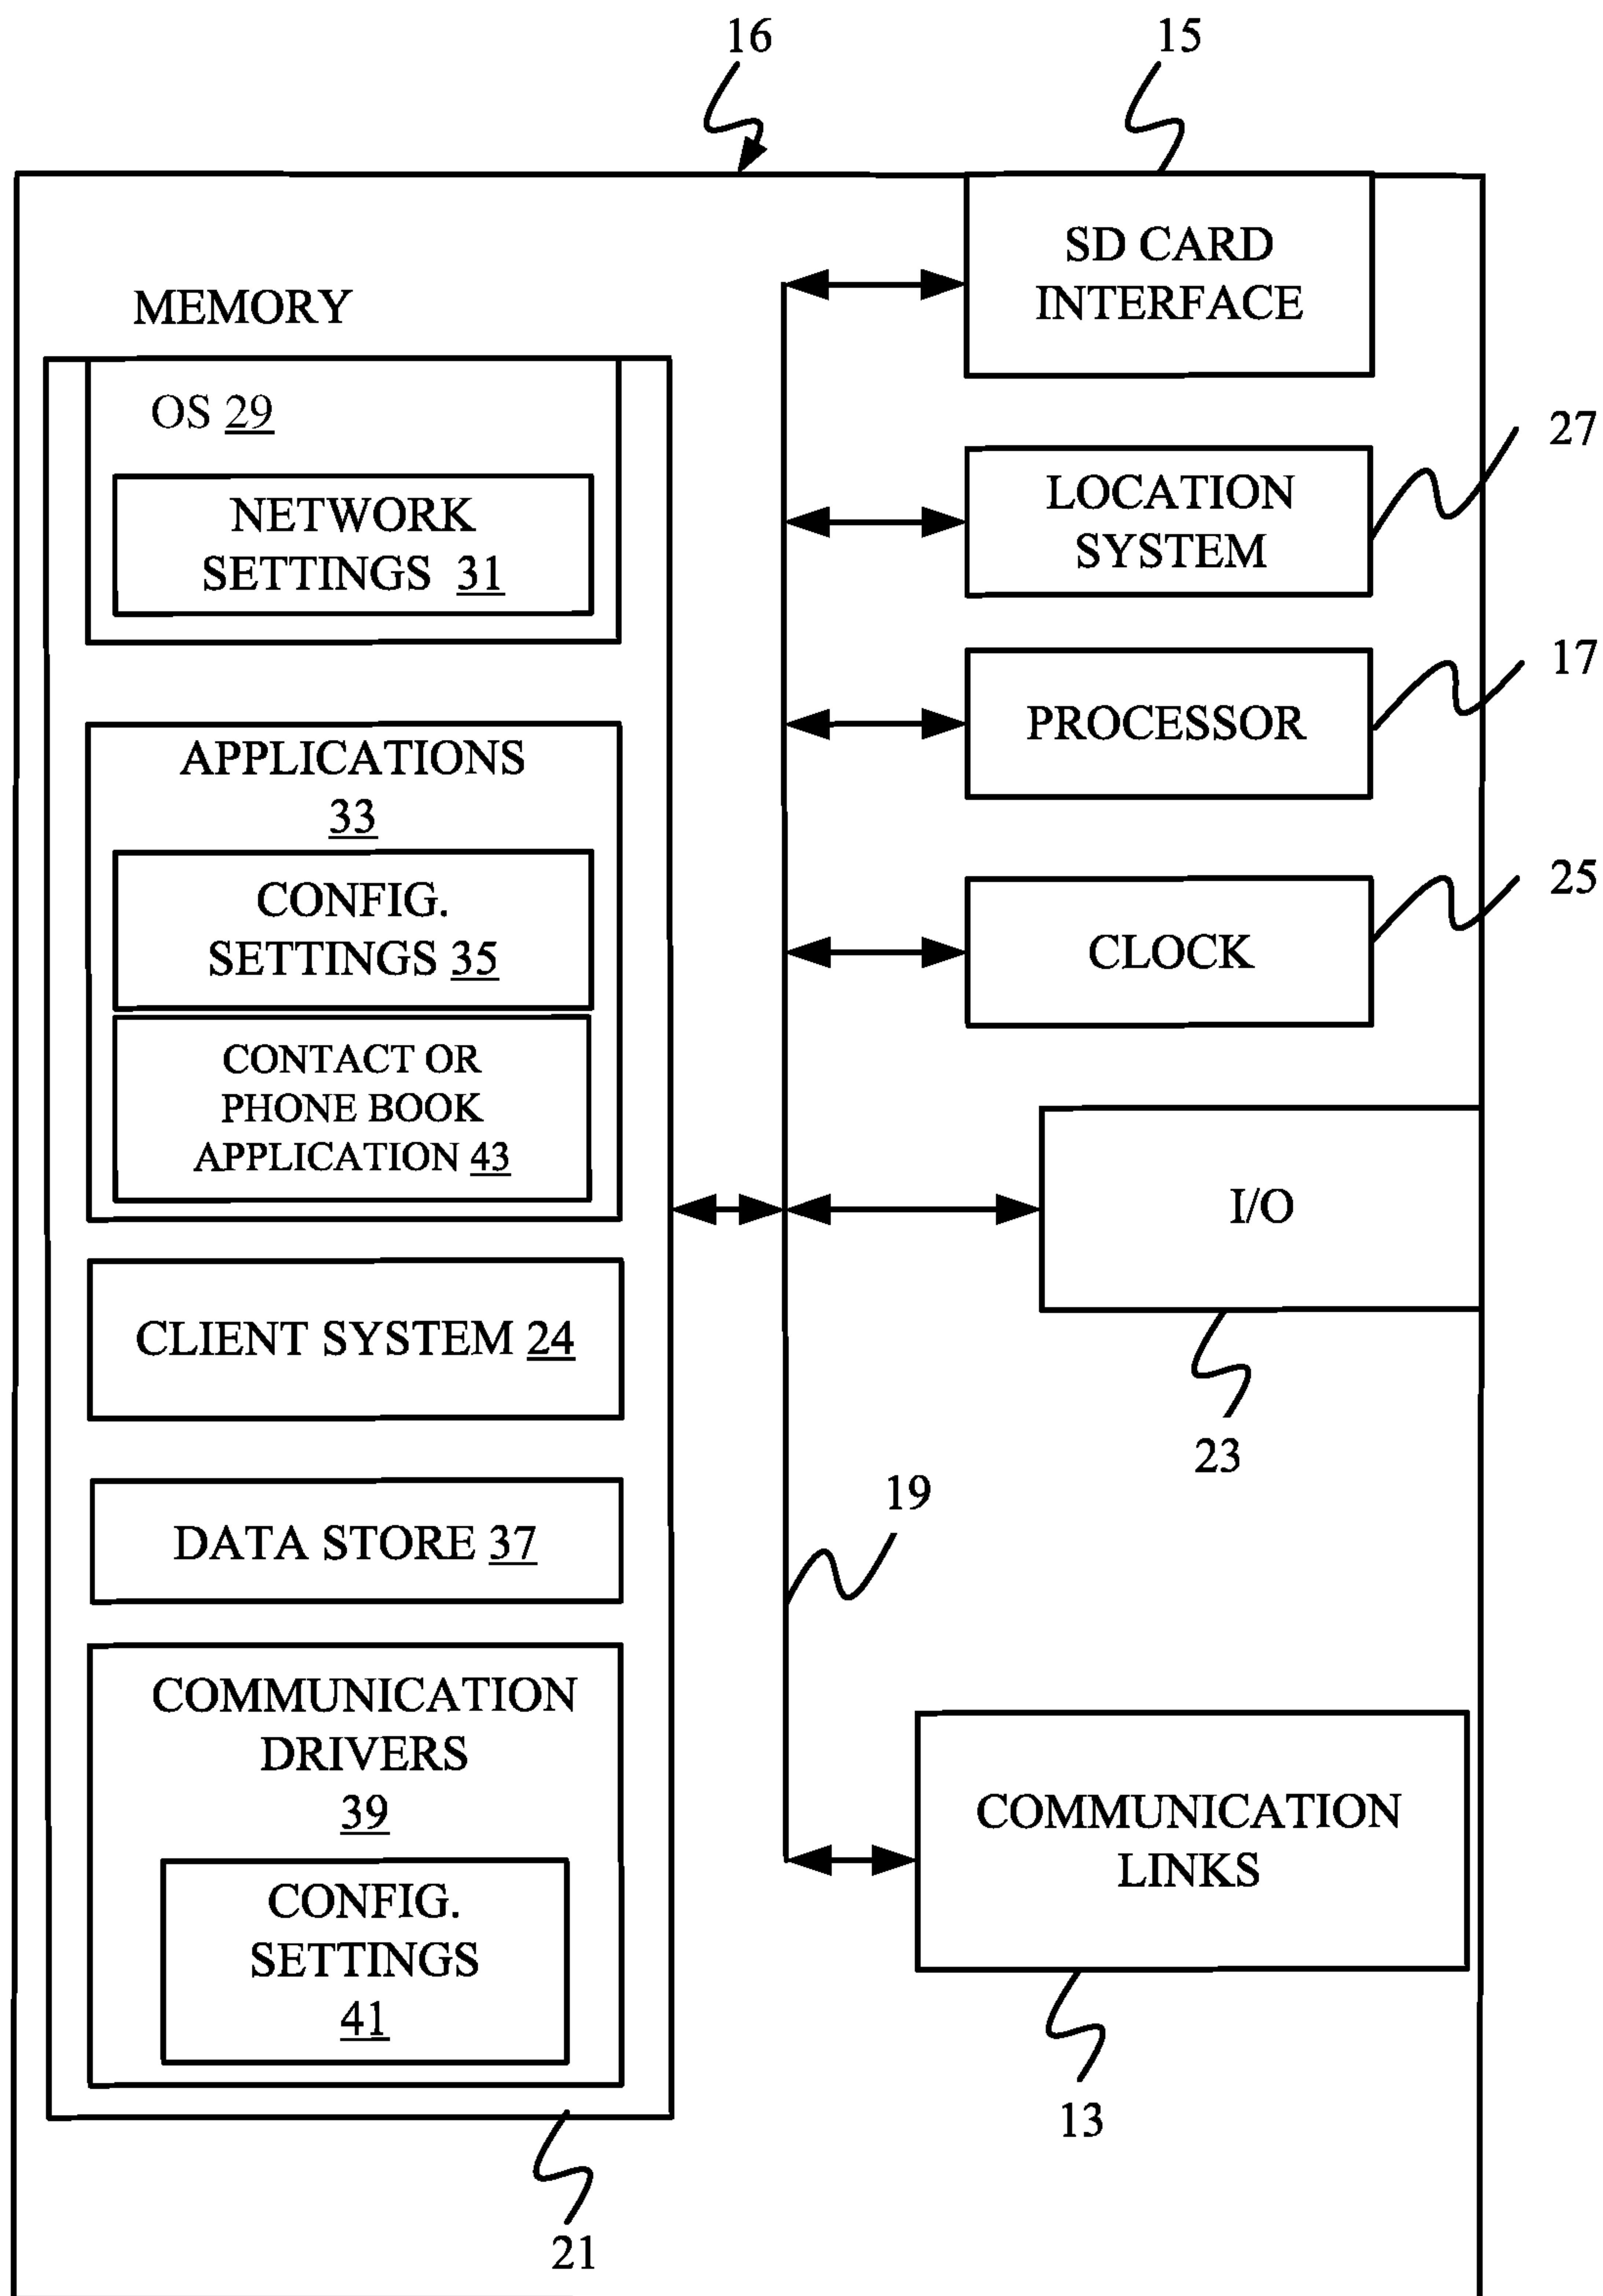 16
15
SD CARD
INTERFACE
MEMORY
OS 29
27
NETWORK
SETTINGS 31
LOCATION
SYSTEM
17
PROCESSOR
APPLICATIONS
33
25
CONFIG.
SETTINGS 35
CLOCK
CONTACT OR
PHONE BOOK
APPLICATION 43
I/O
CLIENT SYSTEM 24
23
19
DATA STORE 37
COMMUNICATION
DRIVERS
39
COMMUNICATION
LINKS
CONFIG.
SETTINGS
41
13
21